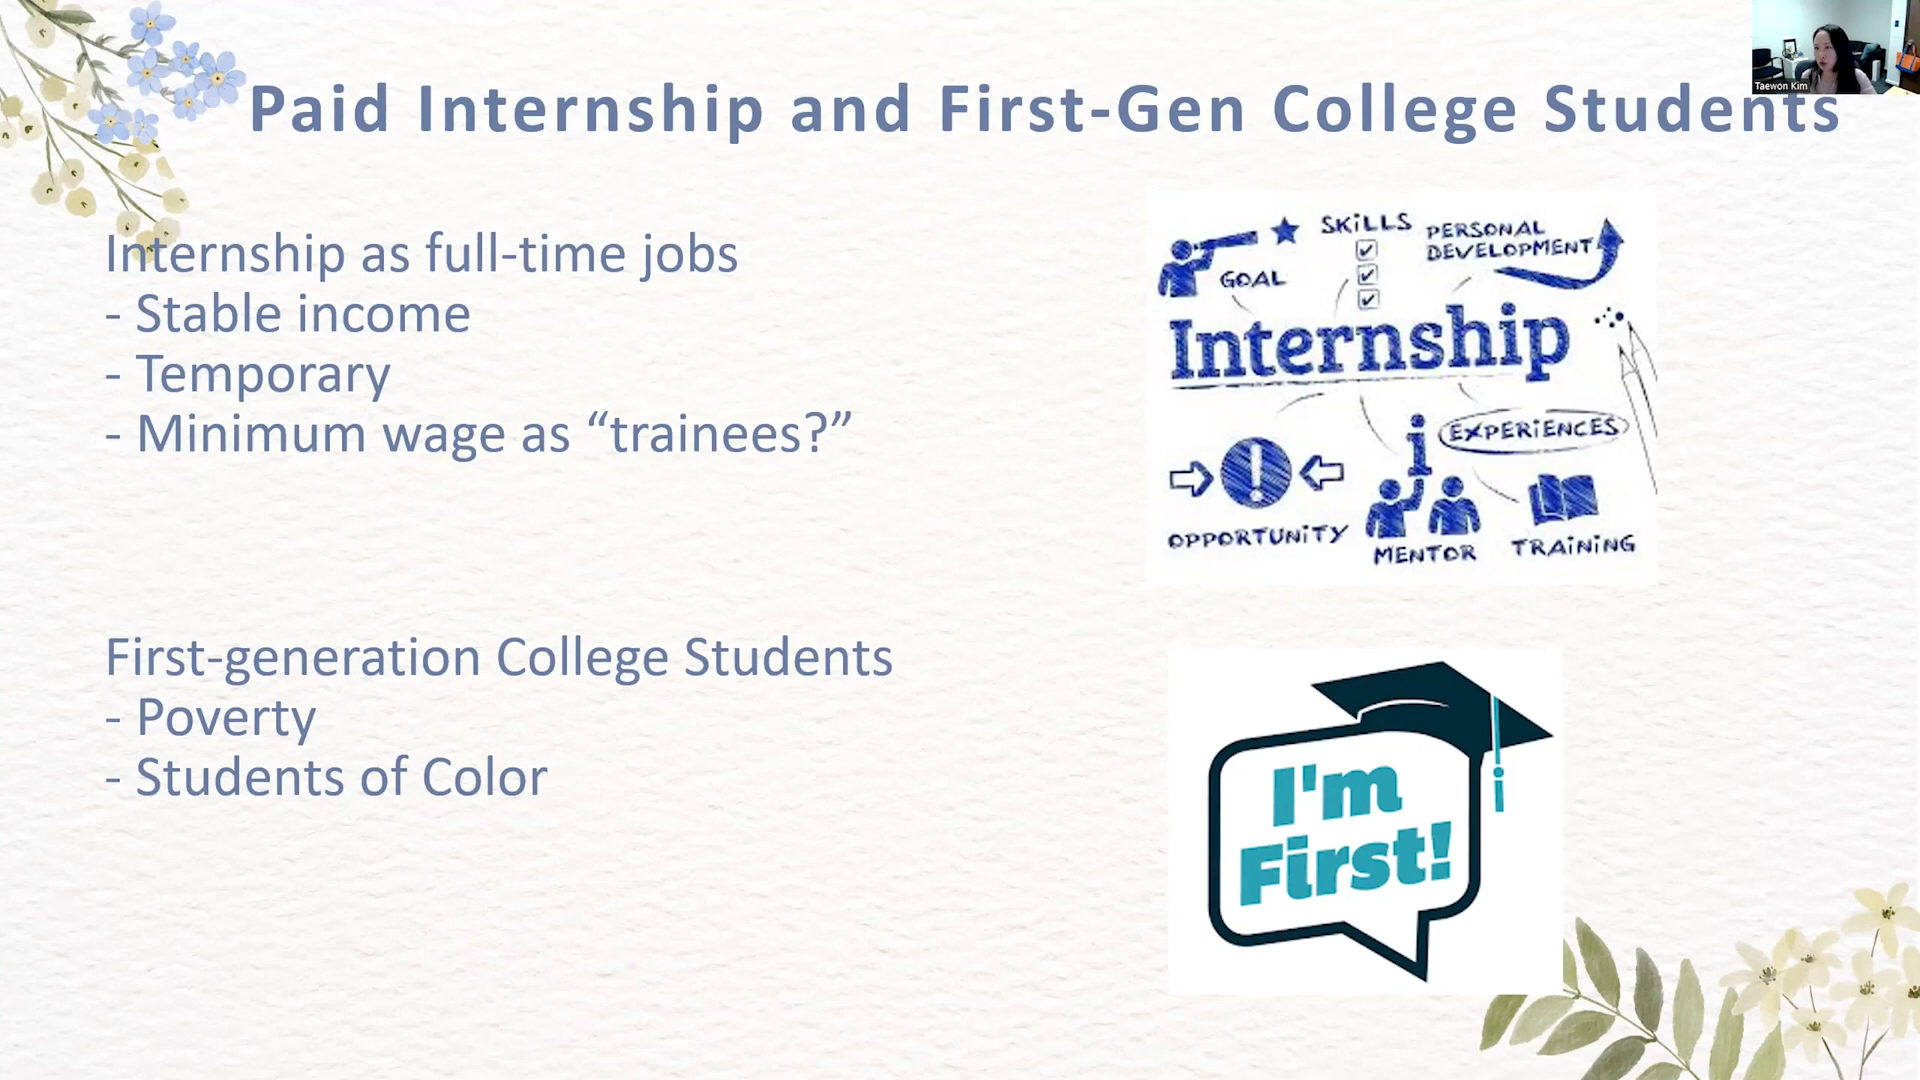 Taewon Kim
Paid Internship and First-Gen College Students
Internship as full-time jobs
- Stable income
- Temporary
- Minimum wage as “trainees?”
SKiLLS
PERSONAL
DEVELOPMENT
GOAL
Internship
EXPERiENCES
OPPORTUNiTY
MENTOR
TRAiNiNG
First-generation College Students
- Poverty
- Students of Color
I'm
First!